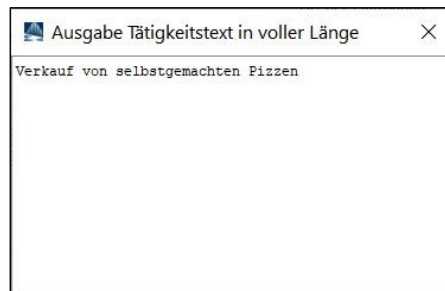 Ausgabe Tätigkeitstext in voller Länge
Verkauf von selbstgemachten Pizzen